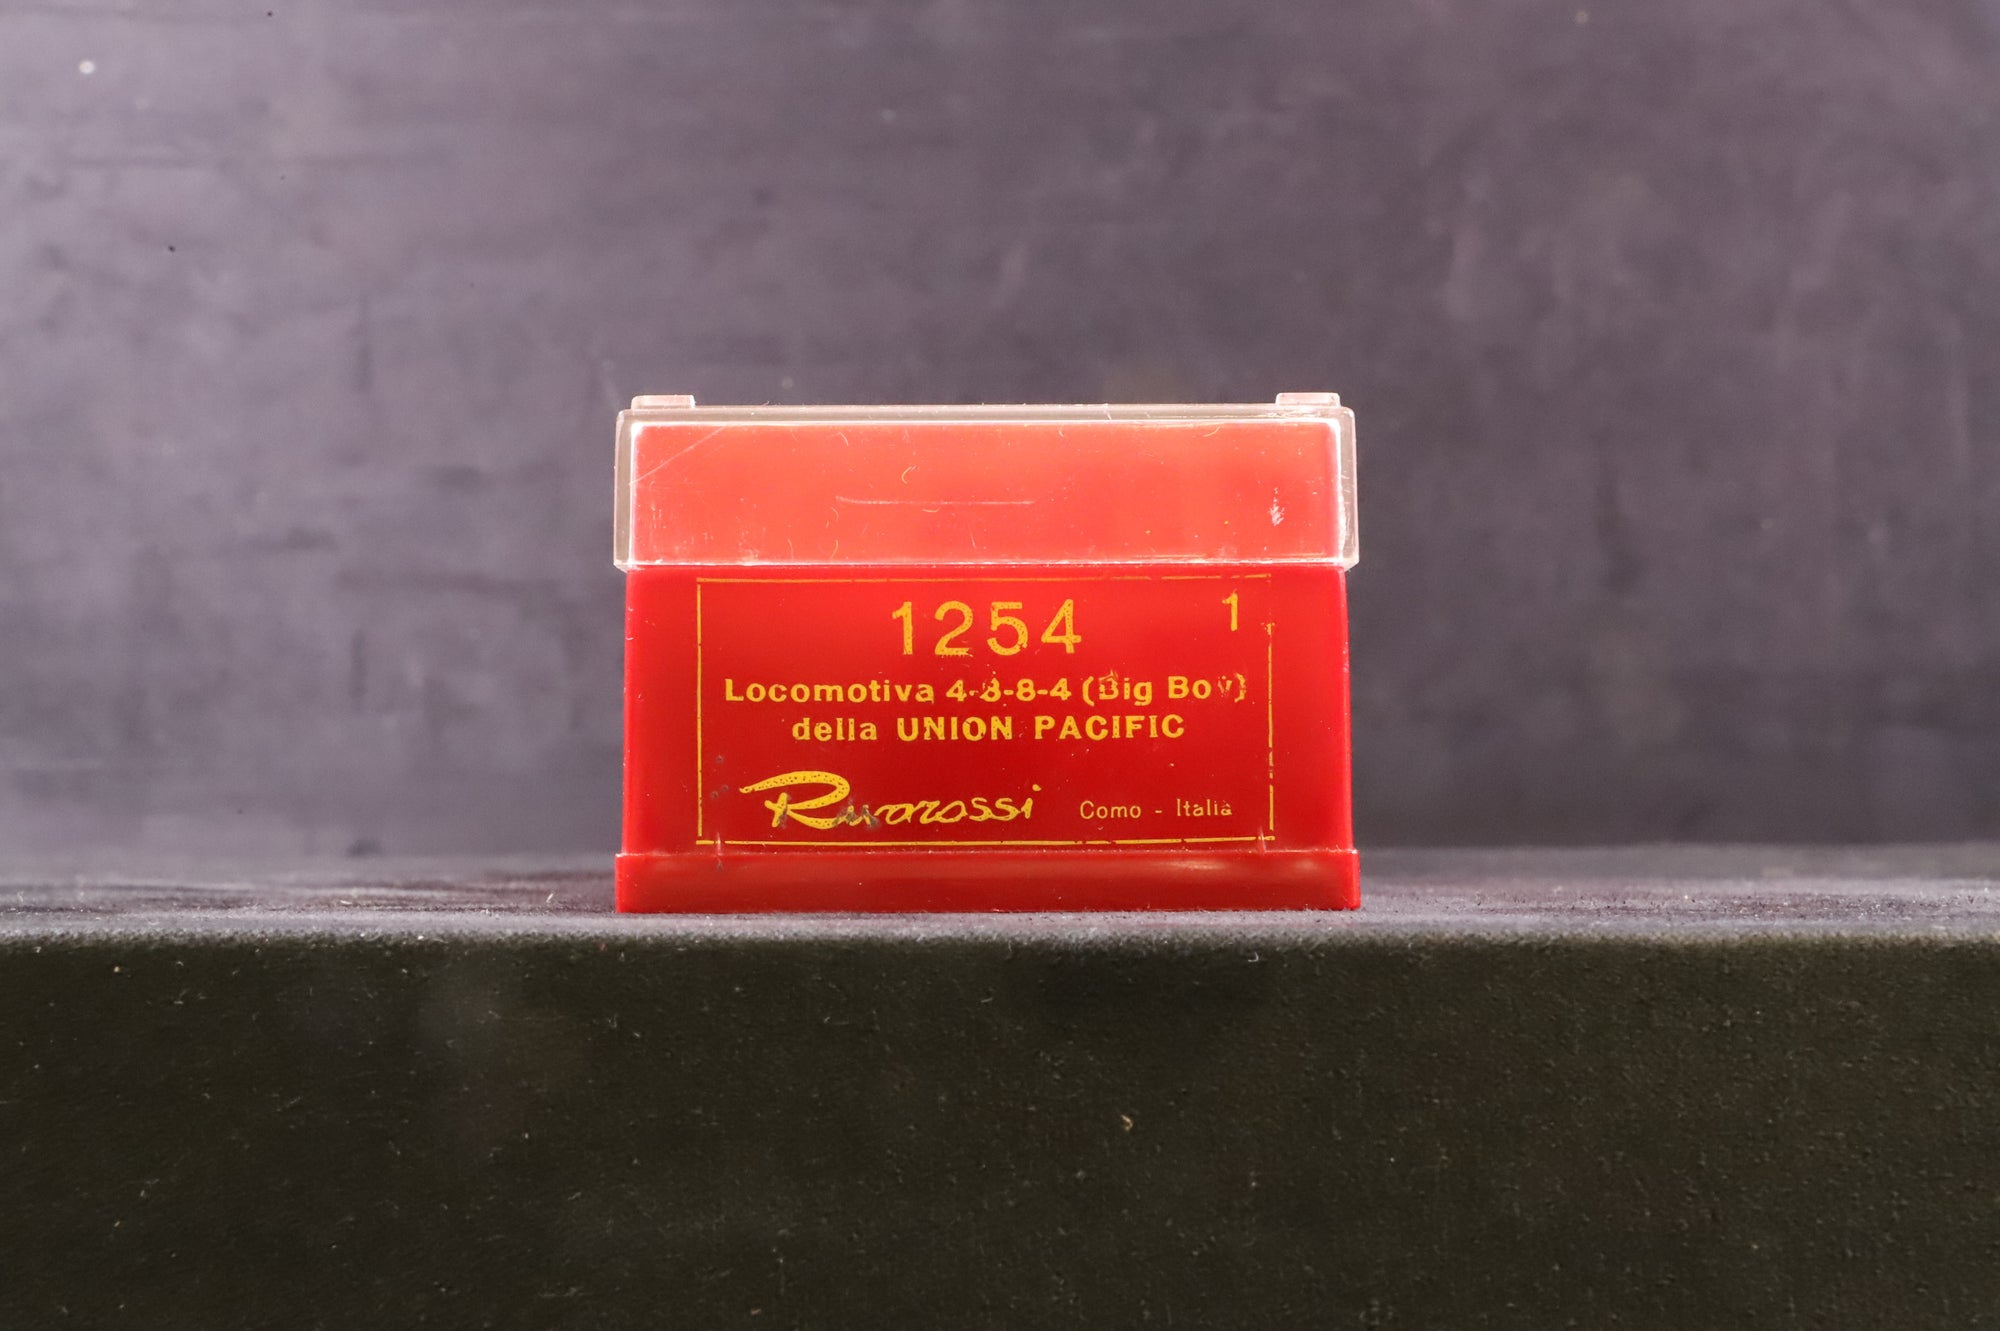 1254 1
Locomotiva 4-8-8-4 (Big Boy)
della UNION PACIFIC
Rivarossi Como - Italia